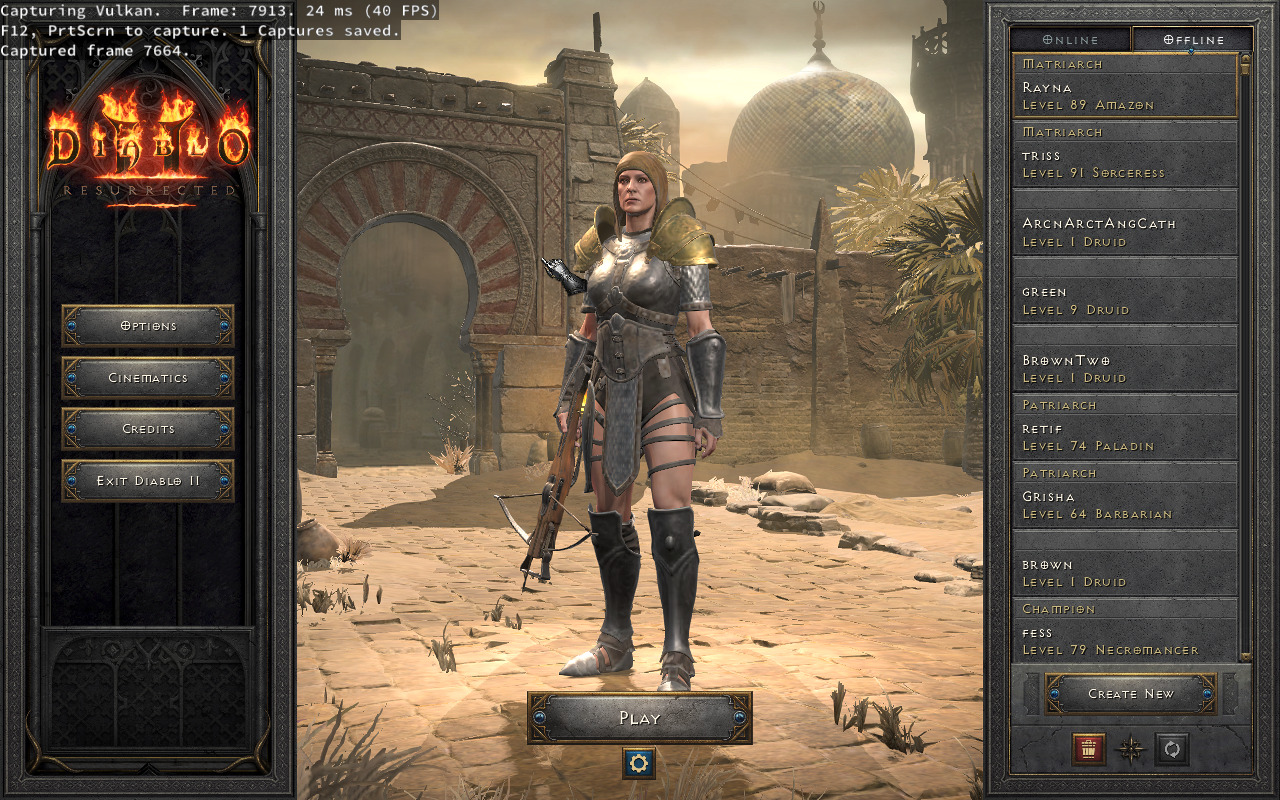 Capturing Vulkan.  Frame: 7913. 24 ms (40 FPS)
F12, PrtScrn to capture. 1 Captures saved.
Captured frame 7664.
DIABLO
II
RESURRECTED
Options
Cinematics
Credits
Exit Diablo II
Play
Online
Offline
Matriarch
Rayna
Level 89 Amazon
Matriarch
triss
Level 91 Sorceress
ArcnArctAngCath
Level 1 Druid
green
Level 9 Druid
BrownTwo
Level 1 Druid
Patriarch
retif
Level 74 Paladin
Patriarch
Grisha
Level 64 Barbarian
brown
Level 1 Druid
Champion
fess
Level 79 Necromancer
Create New